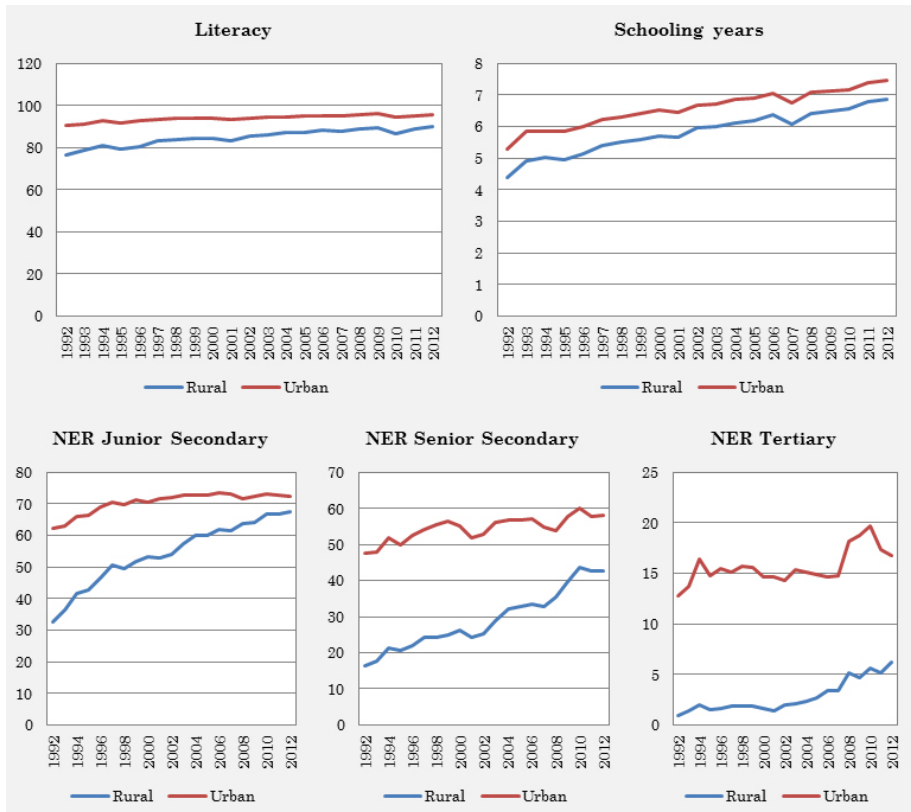 Literacy
120
100
80
60
40
20
0
1992 1993 1994 1995 1996 1997 1998 1999 2000 2001 2002 2003 2004 2005 2006 2007 2008 2009 2010 2011 2012
Rural Urban
Schooling years
8
7
6
5
4
3
2
1
0
1992 1993 1994 1995 1996 1997 1998 1999 2000 2001 2002 2003 2004 2005 2006 2007 2008 2009 2010 2011 2012
Rural Urban
NER Junior Secondary
80
70
60
50
40
30
20
10
0
1992 1994 1996 1998 2000 2002 2004 2006 2008 2010 2012
Rural Urban
NER Senior Secondary
70
60
50
40
30
20
10
0
1992 1994 1996 1998 2000 2002 2004 2006 2008 2010 2012
Rural Urban
NER Tertiary
25
20
15
10
5
0
1992 1994 1996 1998 2000 2002 2004 2006 2008 2010 2012
Rural Urban